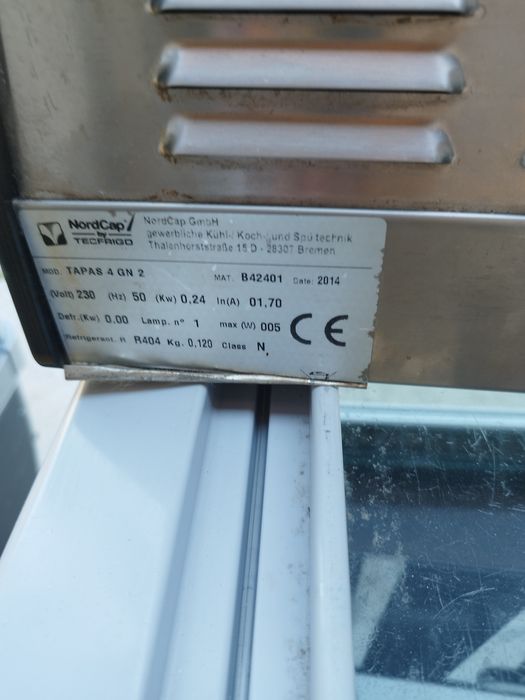 NordCap
by
TECFRIGO
NordCap GmbH
gewerbliche Kühl-, Koch- und Spültechnik
Thalenhorststraße 15 D - 28307 Bremen
MOD. TAPAS 4 GN 2 MAT. B42401 Date: 2014
(Volt) 230 (Hz) 50 (Kw) 0,24 In(A) 01,70
Defr.(Kw) 0.00 Lamp. n° 1 max (W) 005 CE
Refrigerant. R R404 Kg. 0,120 Class N,